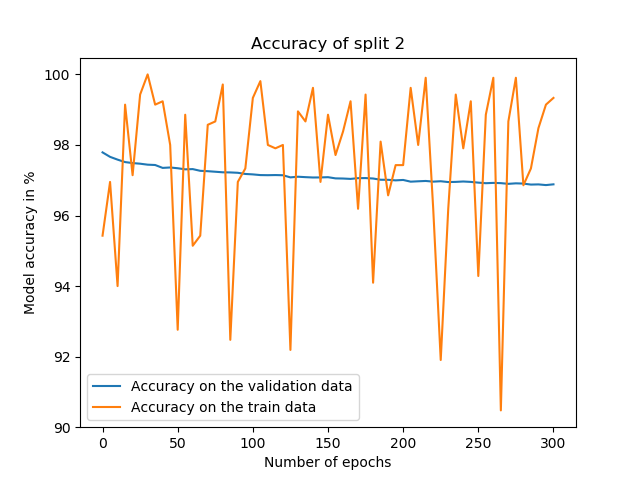 Accuracy of split 2
Model accuracy in %
100
98
96
94
92
90
Accuracy on the validation data
Accuracy on the train data
0 50 100 150 200 250 300
Number of epochs